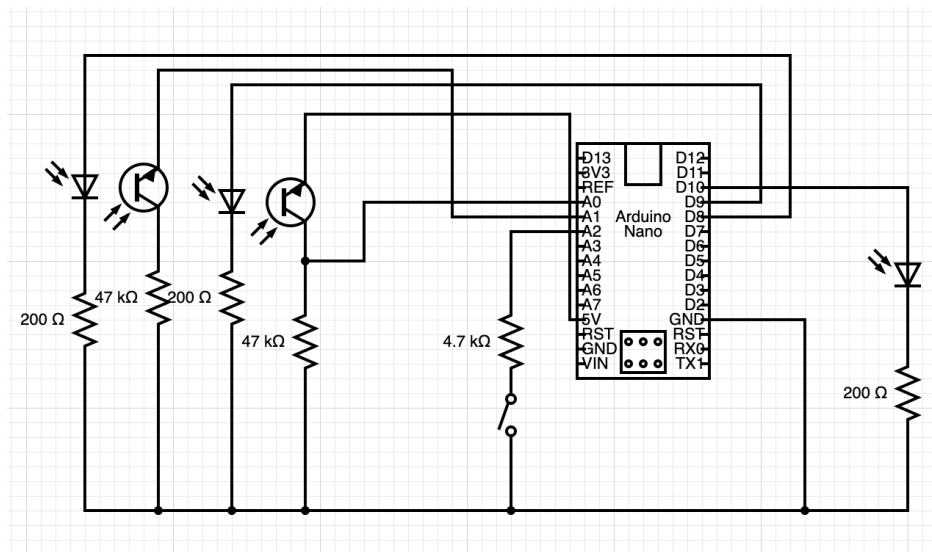 D13
3V3
REF
A0
A1
A2
A3
A4
A5
A6
A7
5V
RST
GND
VIN
Arduino
Nano
D12
D11
D10
D9
D8
D7
D6
D5
D4
D3
D2
GND
RST
RX0
TX1
200 Ω
47 kΩ
200 Ω
47 kΩ
4.7 kΩ
200 Ω